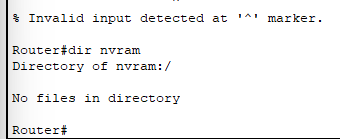 % Invalid input detected at '^' marker.
Router#dir nvram
Directory of nvram:/
No files in directory
Router#